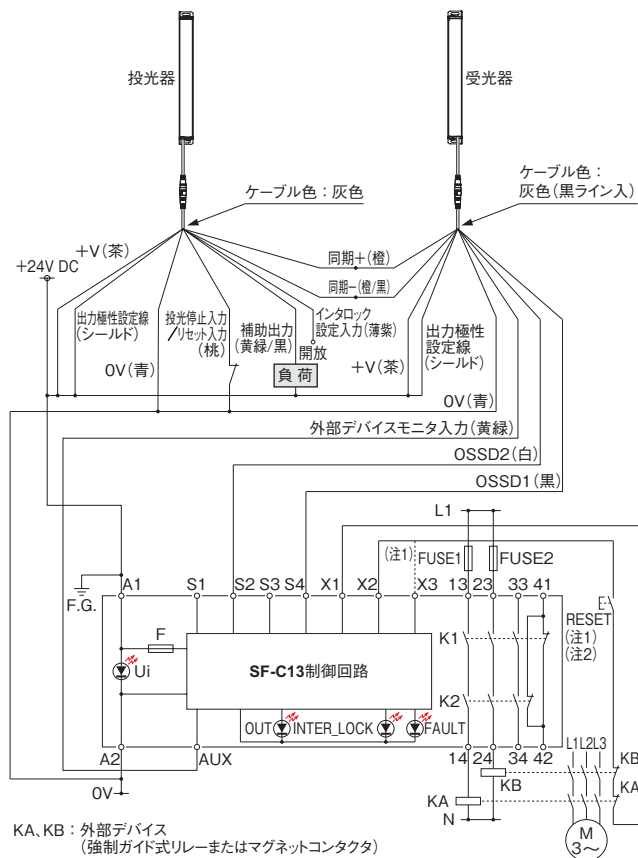 投光器
受光器
ケーブル色：灰色
ケーブル色：
灰色（黒ライン入）
+V（茶）
+24V DC
同期+（橙）
同期−（橙/黒）
出力極性設定線
（シールド）
0V（青）
投光停止入力
/リセット入力
（桃）
補助出力
（黄緑/黒）
インタロック
設定入力（薄紫）
開放
負荷
+V（茶）
出力極性
設定線
（シールド）
0V（青）
外部デバイスモニタ入力（黄緑）
OSSD2（白）
OSSD1（黒）
L1
（注1）
FUSE1
FUSE2
F.G.
A1
S1
S2
S3
S4
X1
X2
X3
13
23
33
41
RESET
（注1）
（注2）
F
Ui
SF-C13制御回路
K1
K2
OUT
INTER_LOCK
FAULT
A2
AUX
14
24
34
42
L1
L2
L3
KB
KA
KB
KA
0V
N
M
3〜
KA、KB：外部デバイス
（強制ガイド式リレーまたはマグネットコンタクタ）